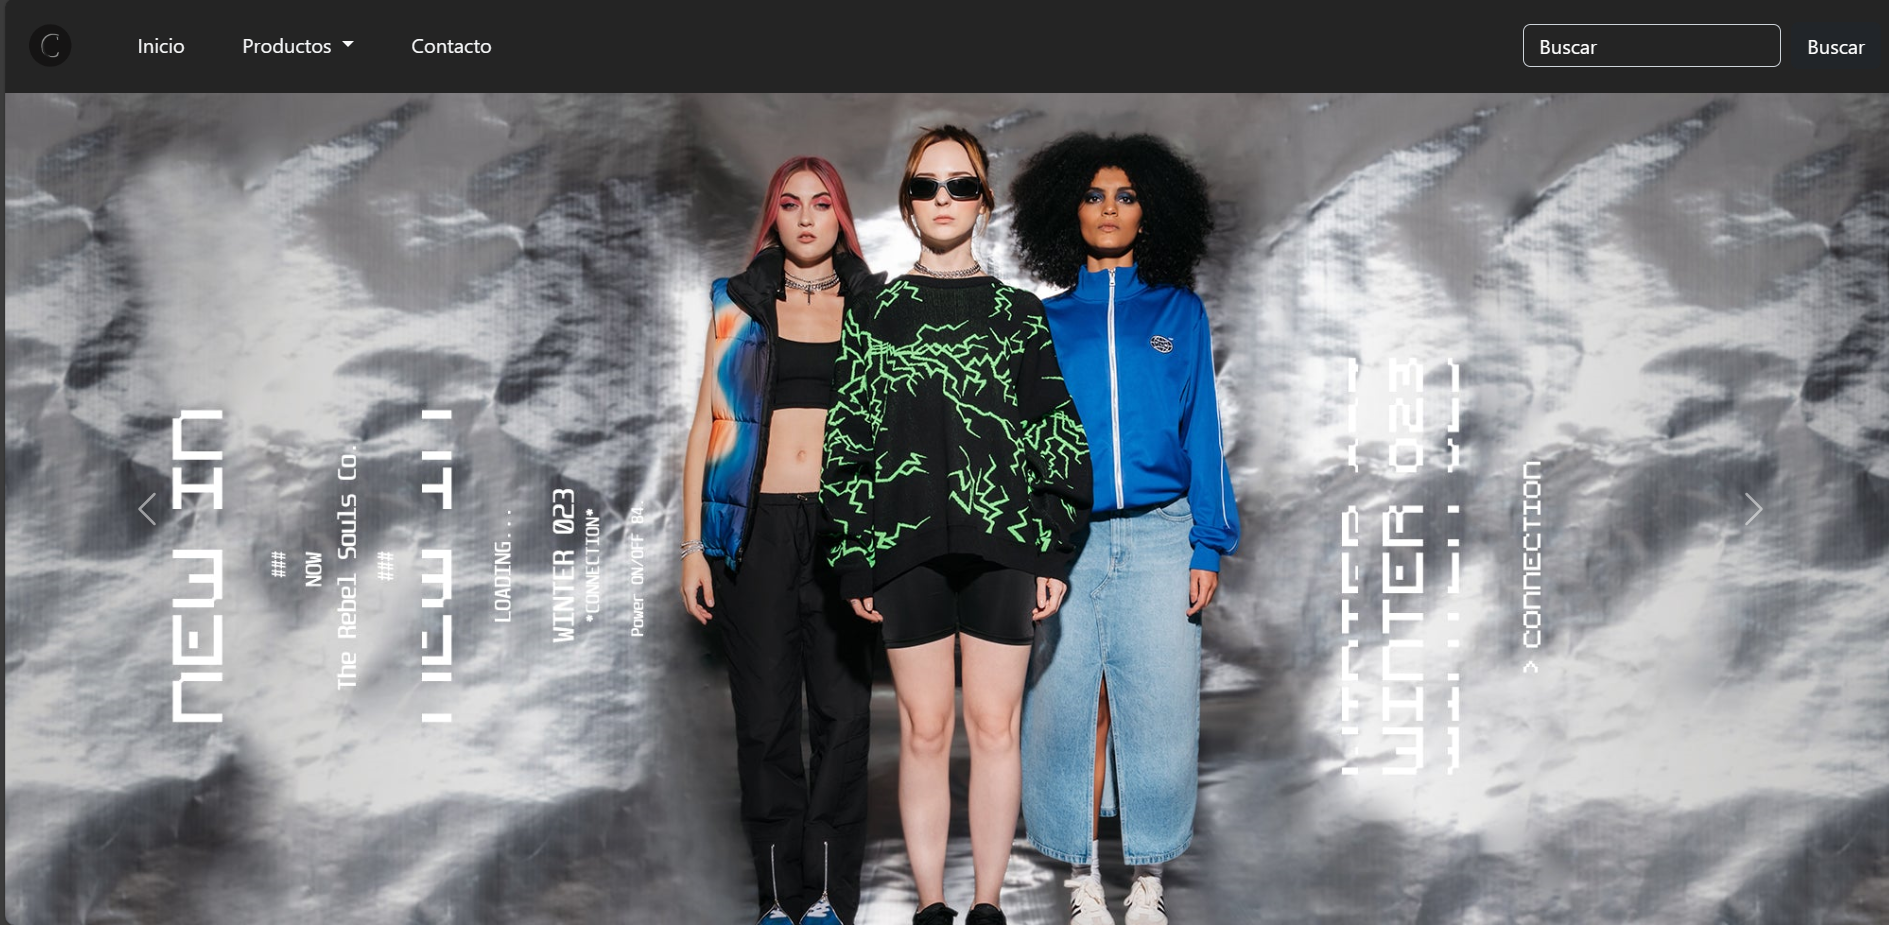 C
Inicio
Productos
Contacto
Buscar
Buscar
NEW IN
###
NOW
The Rebel Souls Co.
###
LOADING...
WINTER 023
*CONNECTION*
Power ON/OFF 84
WINTER 023
> CONNECTION